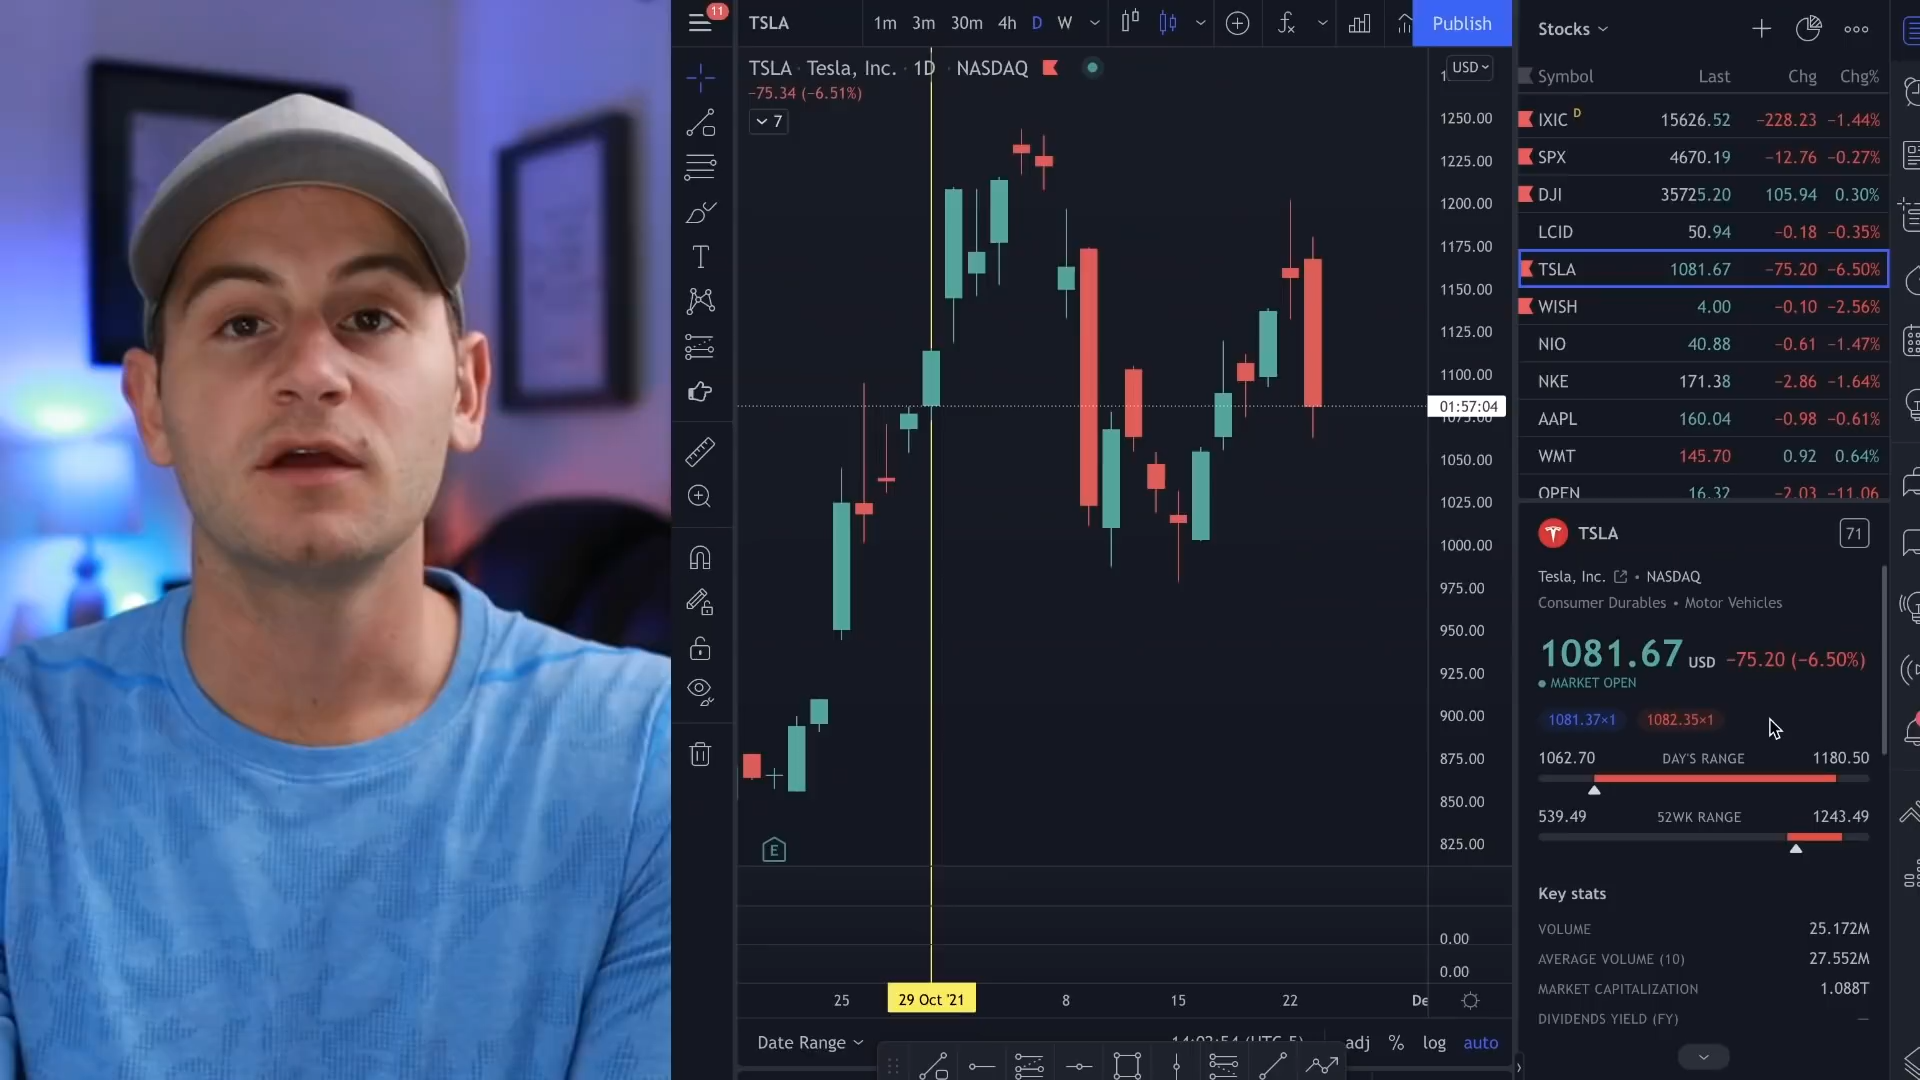 11
TSLA
1m 3m 30m 4h D W
Publish
TSLA · Tesla, Inc. · 1D · NASDAQ
−75.34 (−6.51%)
7
USD
1250.00
1225.00
1200.00
1175.00
1150.00
1125.00
1100.00
01:57:04
1050.00
1025.00
1000.00
975.00
950.00
925.00
900.00
875.00
850.00
825.00
0.00
0.00
E
25 29 Oct '21 8 15 22 De
Date Range
adj % log auto
Stocks
Symbol Last Chg Chg%
IXIC D 15626.52 −228.23 −1.44%
SPX 4670.19 −12.76 −0.27%
DJI 35725.20 105.94 0.30%
LCID 50.94 −0.18 −0.35%
TSLA 1081.67 −75.20 −6.50%
WISH 4.00 −0.10 −2.56%
NIO 40.88 −0.61 −1.47%
NKE 171.38 −2.86 −1.64%
AAPL 160.04 −0.98 −0.61%
WMT 145.70 0.92 0.64%
OPEN 16.32 −2.03 −11.06
TSLA
71
Tesla, Inc. • NASDAQ
Consumer Durables • Motor Vehicles
1081.67 USD −75.20 (−6.50%)
MARKET OPEN
1081.37×1 1082.35×1
1062.70 DAY'S RANGE 1180.50
539.49 52WK RANGE 1243.49
Key stats
VOLUME 25.172M
AVERAGE VOLUME (10) 27.552M
MARKET CAPITALIZATION 1.088T
DIVIDENDS YIELD (FY) —